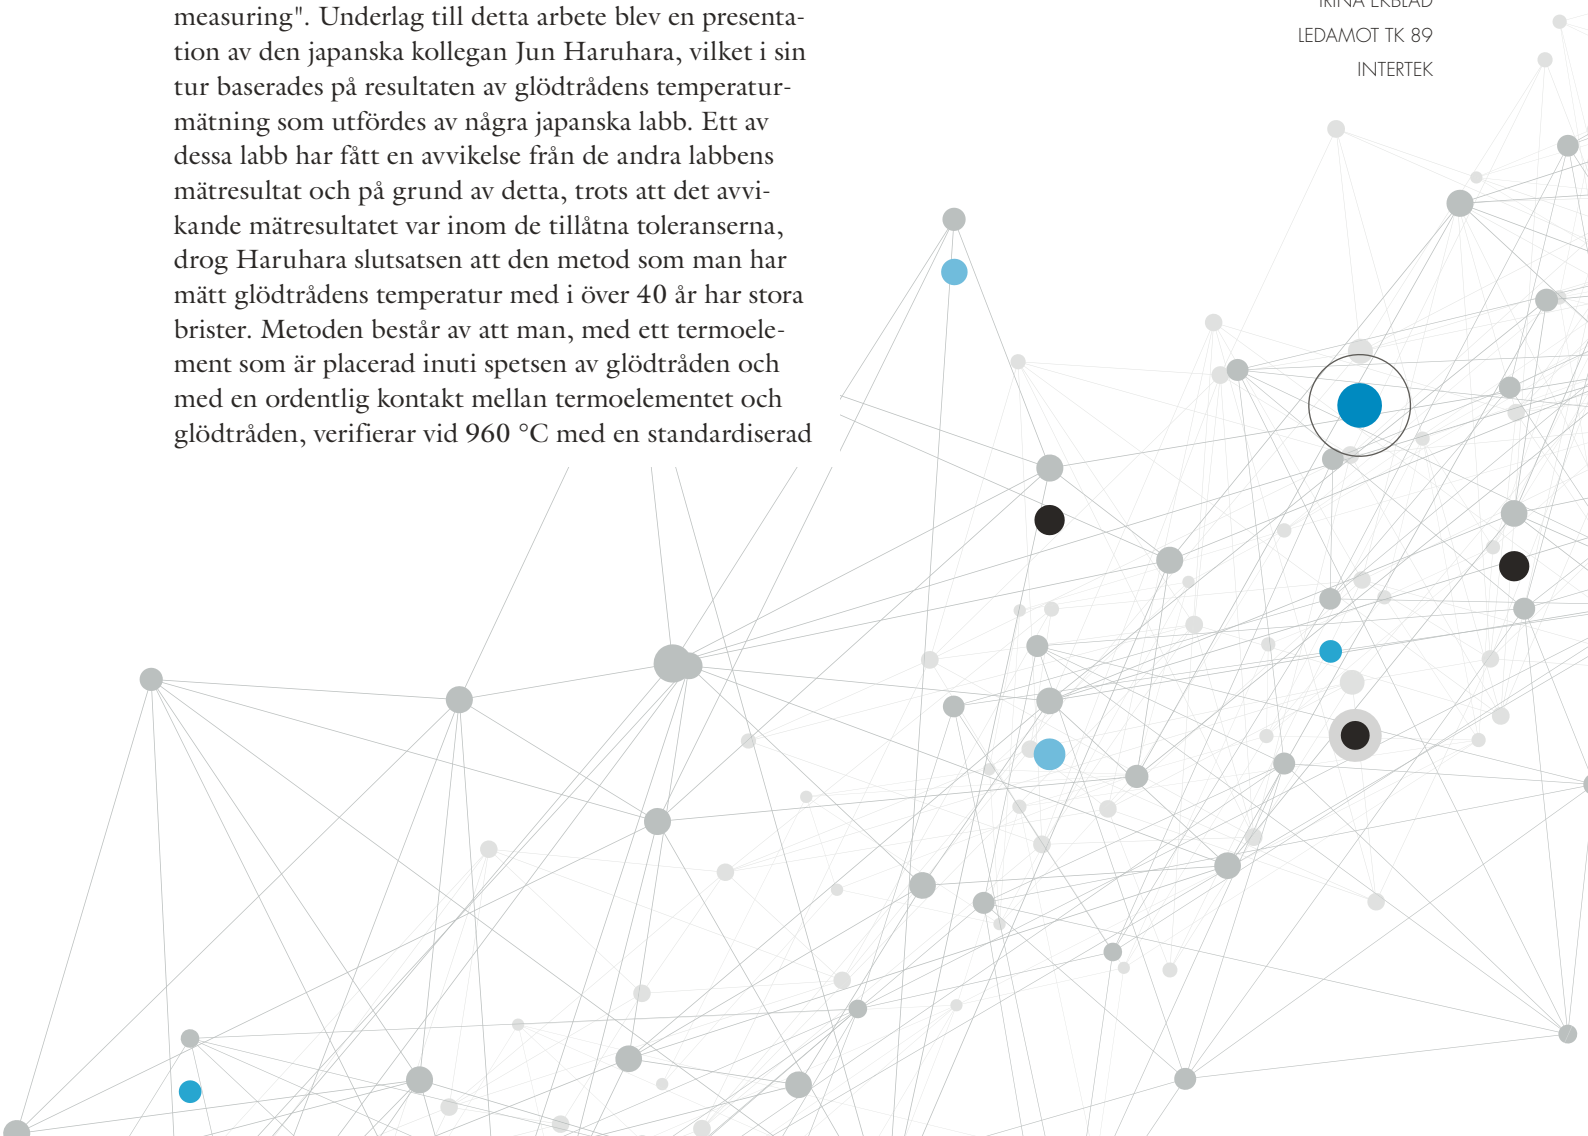 measuring". Underlag till detta arbete blev en presenta-
tion av den japanska kollegan Jun Haruhara, vilket i sin
tur baserades på resultaten av glödtrådens temperatur-
mätning som utfördes av några japanska labb. Ett av
dessa labb har fått en avvikelse från de andra labbens
mätresultat och på grund av detta, trots att det avvi-
kande mätresultatet var inom de tillåtna toleranserna,
drog Haruhara slutsatsen att den metod som man har
mätt glödtrådens temperatur med i över 40 år har stora
brister. Metoden består av att man, med ett termoele-
ment som är placerad inuti spetsen av glödtråden och
med en ordentlig kontakt mellan termoelementet och
glödtråden, verifierar vid 960 °C med en standardiserad
IRINA EKBLAD
LEDAMOT TK 89
INTERTEK